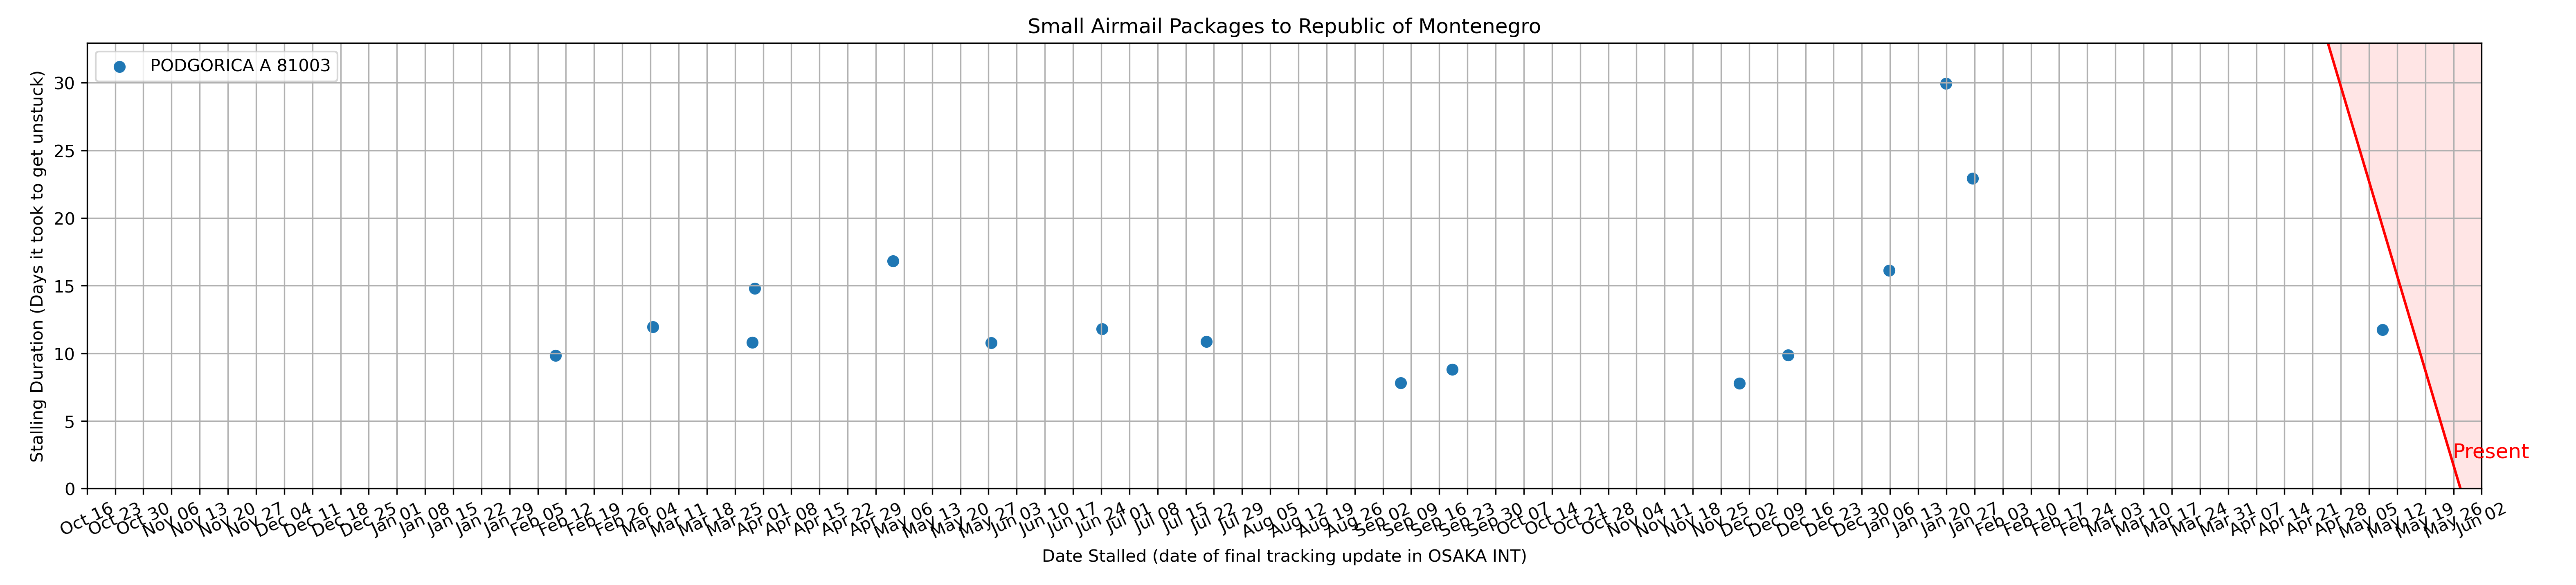 Small Airmail Packages to Republic of Montenegro
PODGORICA A 81003
Stalling Duration (Days it took to get unstuck)
30
25
20
15
10
5
0
Present
Oct 16
Oct 23
Oct 30
Nov 06
Nov 13
Nov 20
Nov 27
Dec 04
Dec 11
Dec 18
Dec 25
Jan 01
Jan 08
Jan 15
Jan 22
Jan 29
Feb 05
Feb 12
Feb 19
Feb 26
Mar 04
Mar 11
Mar 18
Mar 25
Apr 01
Apr 08
Apr 15
Apr 22
Apr 29
May 06
May 13
May 20
May 27
Jun 03
Jun 10
Jun 17
Jun 24
Jul 01
Jul 08
Jul 15
Jul 22
Jul 29
Aug 05
Aug 12
Aug 19
Aug 26
Sep 02
Sep 09
Sep 16
Sep 23
Sep 30
Oct 07
Oct 14
Oct 21
Oct 28
Nov 04
Nov 11
Nov 18
Nov 25
Dec 02
Dec 09
Dec 16
Dec 23
Dec 30
Jan 06
Jan 13
Jan 20
Jan 27
Feb 03
Feb 10
Feb 17
Feb 24
Mar 03
Mar 10
Mar 17
Mar 24
Mar 31
Apr 07
Apr 14
Apr 21
Apr 28
May 05
May 12
May 19
May 26
Jun 02
Date Stalled (date of final tracking update in OSAKA INT)